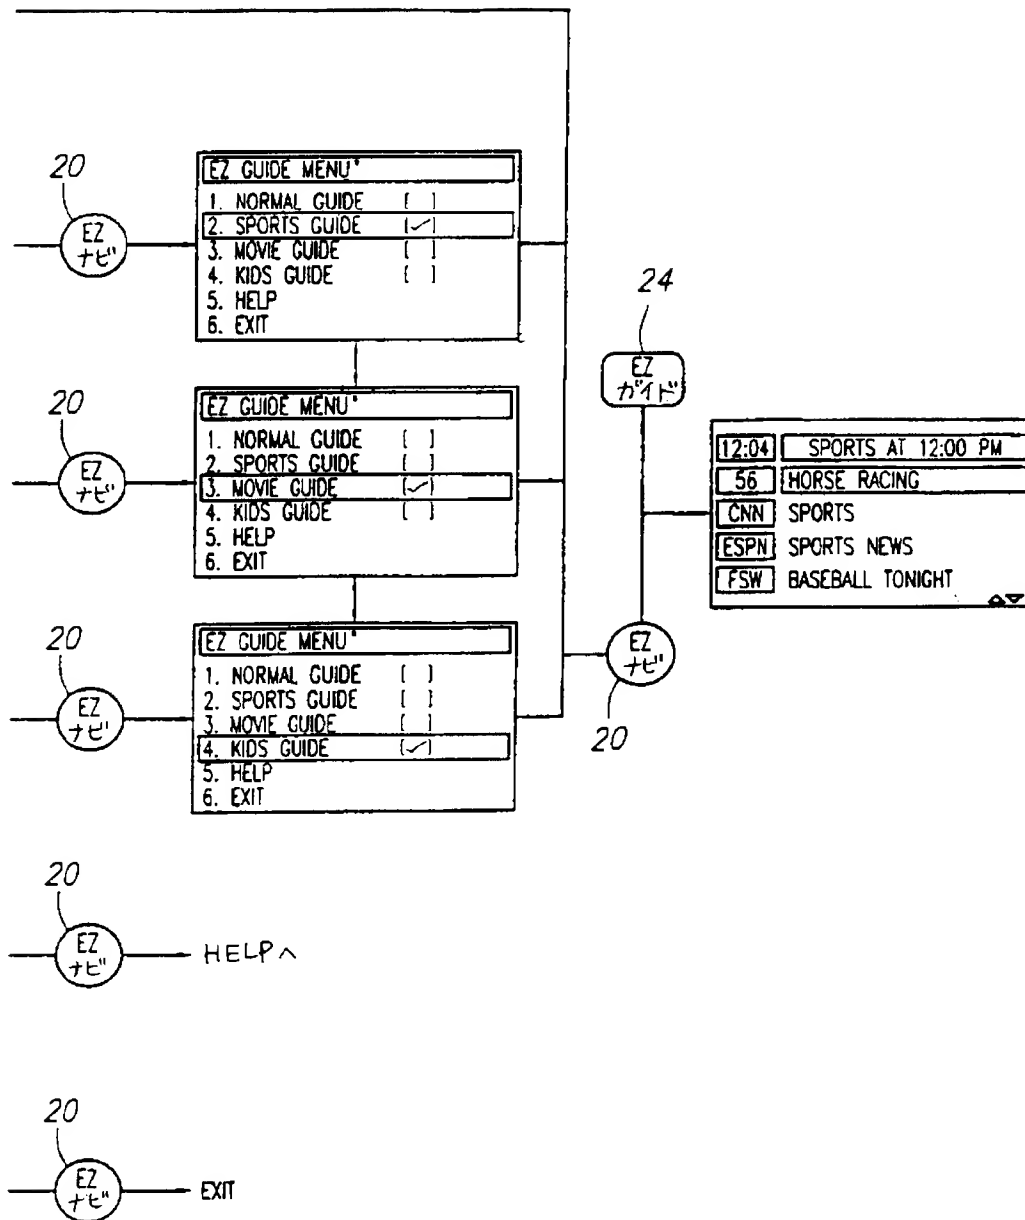 20
EZ
ナビ
EZ GUIDE MENU"
1. NORMAL GUIDE [ ]
2. SPORTS GUIDE [✓]
3. MOVIE GUIDE [ ]
4. KIDS GUIDE [ ]
5. HELP
6. EXIT
20
EZ
ナビ
EZ GUIDE MENU"
1. NORMAL GUIDE [ ]
2. SPORTS GUIDE [ ]
3. MOVIE GUIDE [✓]
4. KIDS GUIDE [ ]
5. HELP
6. EXIT
20
EZ
ナビ
EZ GUIDE MENU"
1. NORMAL GUIDE [ ]
2. SPORTS GUIDE [ ]
3. MOVIE GUIDE [ ]
4. KIDS GUIDE [✓]
5. HELP
6. EXIT
24
EZ
ガイド
EZ
ナビ
20
12:04 SPORTS AT 12:00 PM
56 HORSE RACING
CNN SPORTS
ESPN SPORTS NEWS
FSW BASEBALL TONIGHT
20
EZ
ナビ
HELPへ
20
EZ
ナビ
EXIT